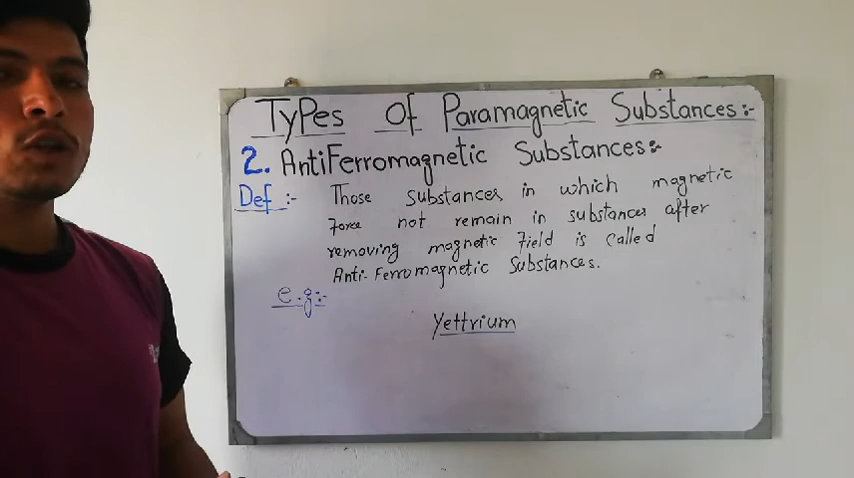 Types Of Paramagnetic Substances:-
2. AntiFerromagnetic Substances:-
Def :- Those substances in which magnetic
Force not remain in substances after
removing magnetic Field is called
Anti-Ferromagnetic Substances.
e.g:-
Yettrium